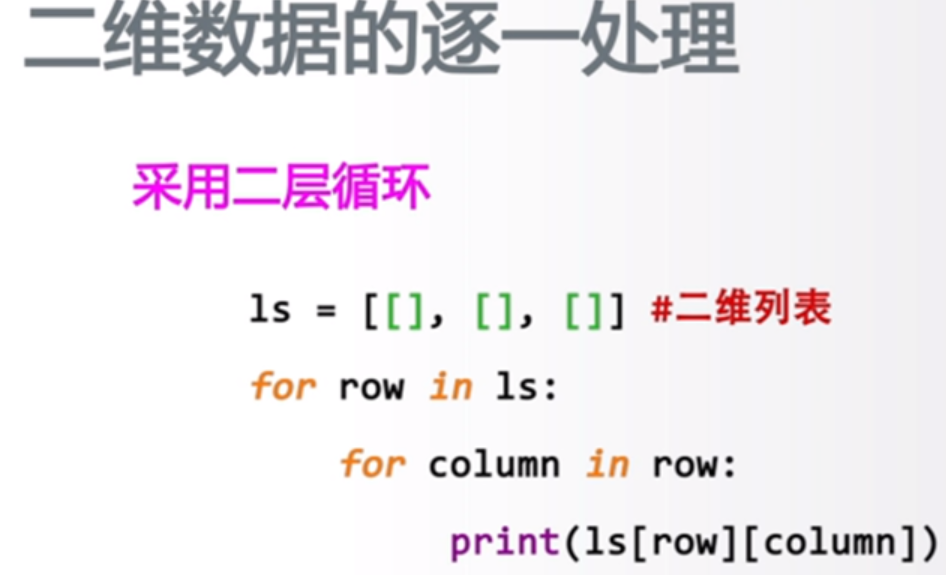 二维数据的逐一处理
采用二层循环
ls = [[], [], []] #二维列表
for row in ls:
for column in row:
print(ls[row][column])